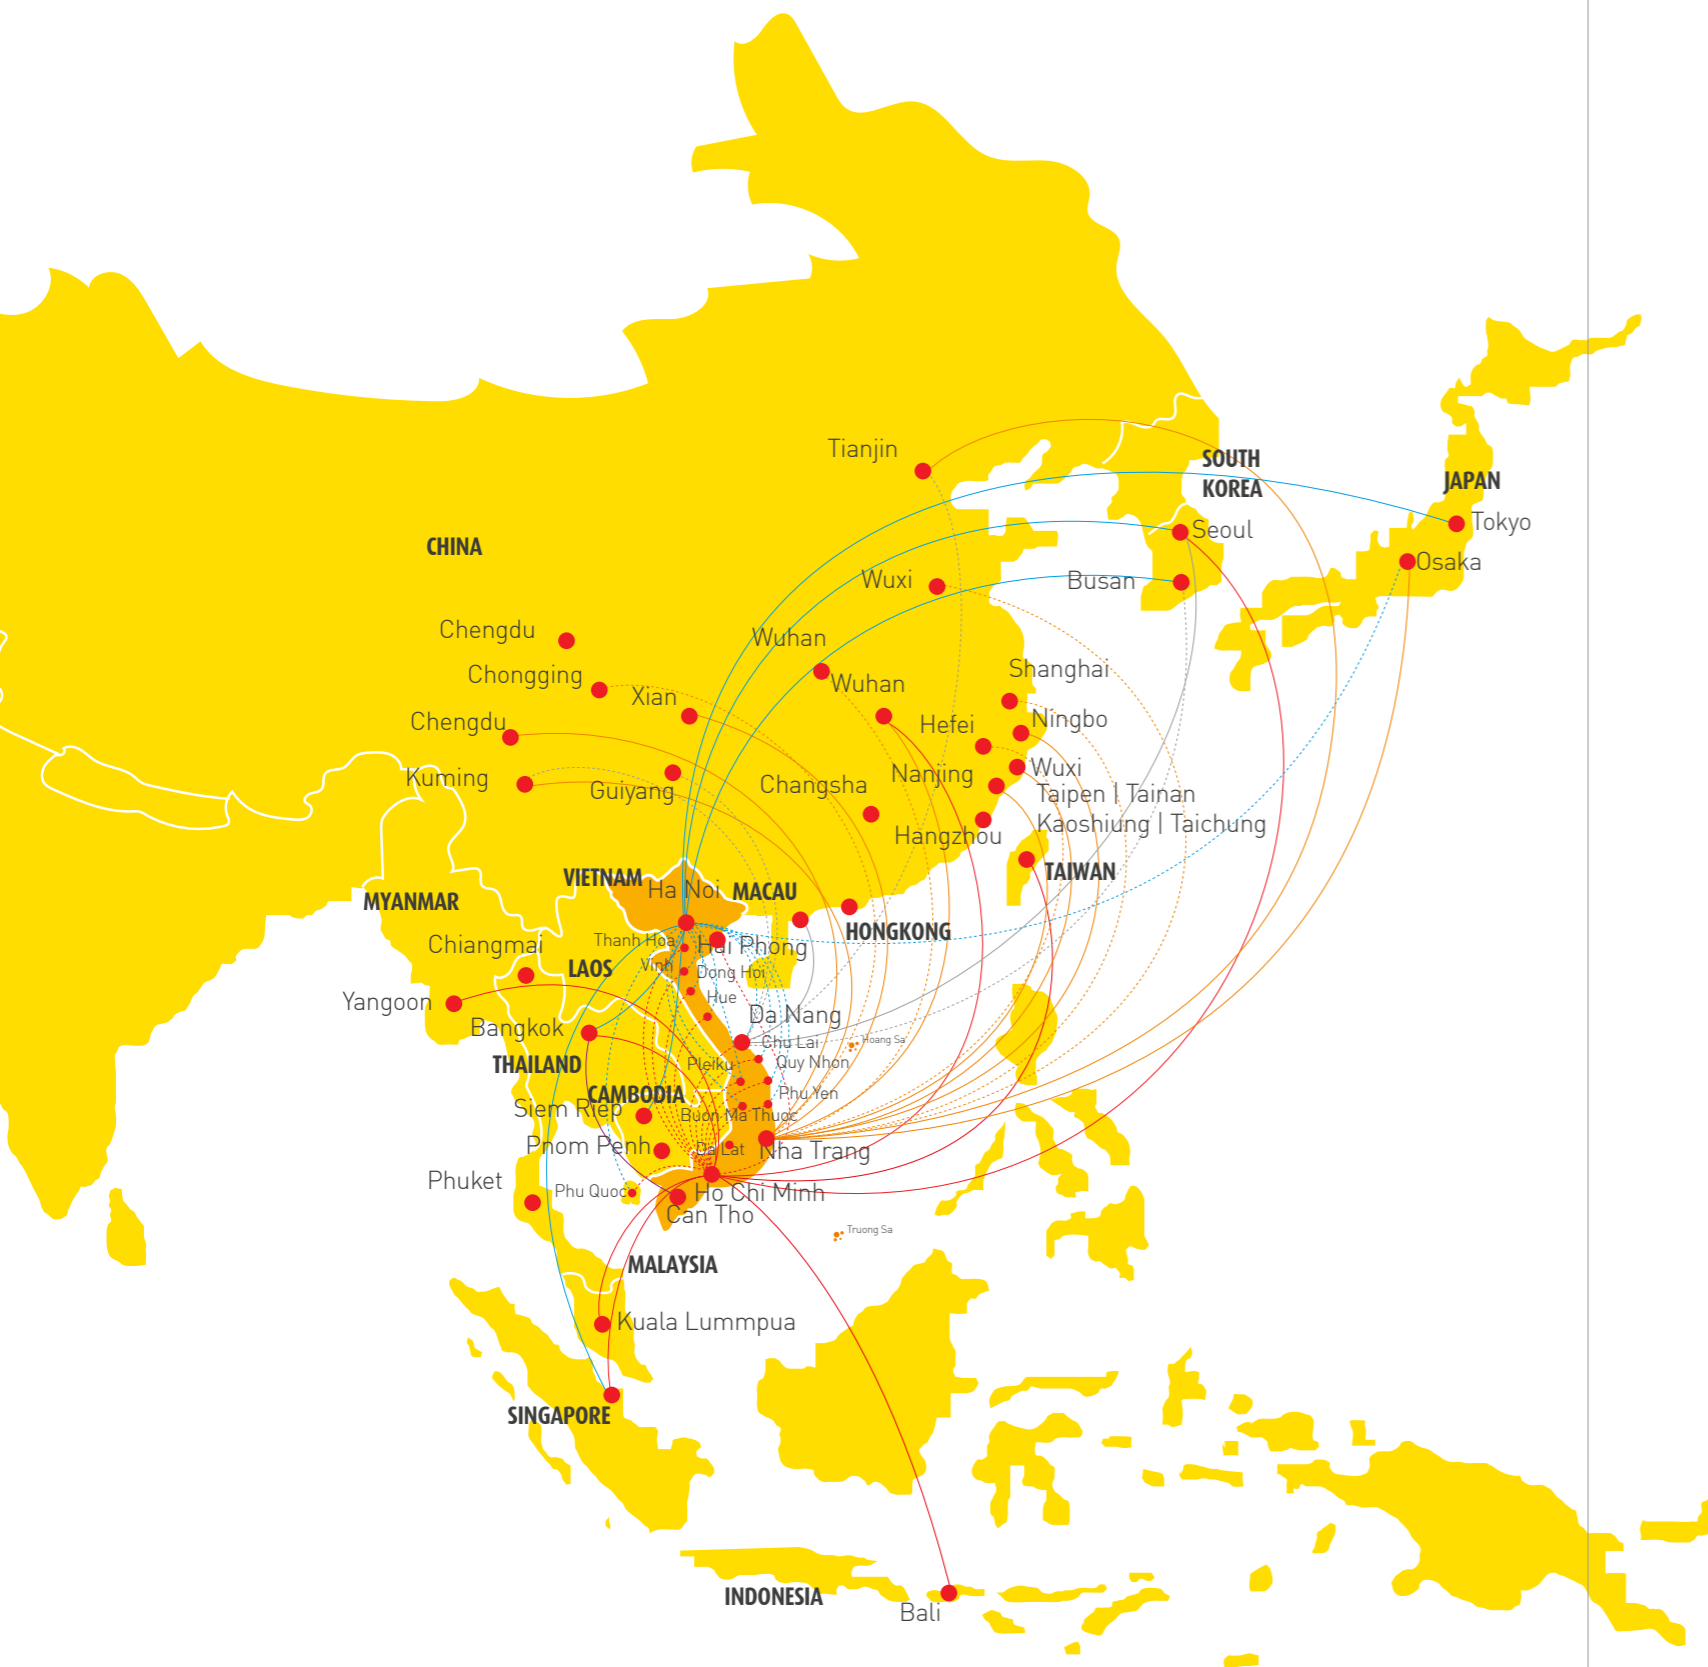 Tianjin
SOUTH
KOREA
JAPAN
Tokyo
Seoul
CHINA
Osaka
Wuxi
Busan
Chengdu
Wuhan
Chongging
Shanghai
Xian
Wuhan
Chengdu
Hefei
Ningbo
Kuming
Guiyang
Changsha
Nanjing
Wuxi
Taipen | Tainan
Kaoshiung | Taichung
Hangzhou
TAIWAN
VIETNAM
Ha Noi
MACAU
MYANMAR
HONGKONG
Thanh Hoa
Hai Phong
Chiangmai
LAOS
Vinh
Dong Hoi
Yangoon
Hue
Da Nang
Bangkok
Chu Lai
Hoang Sa
THAILAND
Pleiku
Quy Nhon
CAMBODIA
Phu Yen
Siem Riep
Buon Ma Thuoc
Pnom Penh
Da Lat
Nha Trang
Phuket
Phu Quoc
Ho Chi Minh
Can Tho
Truong Sa
MALAYSIA
Kuala Lummpua
SINGAPORE
INDONESIA
Bali